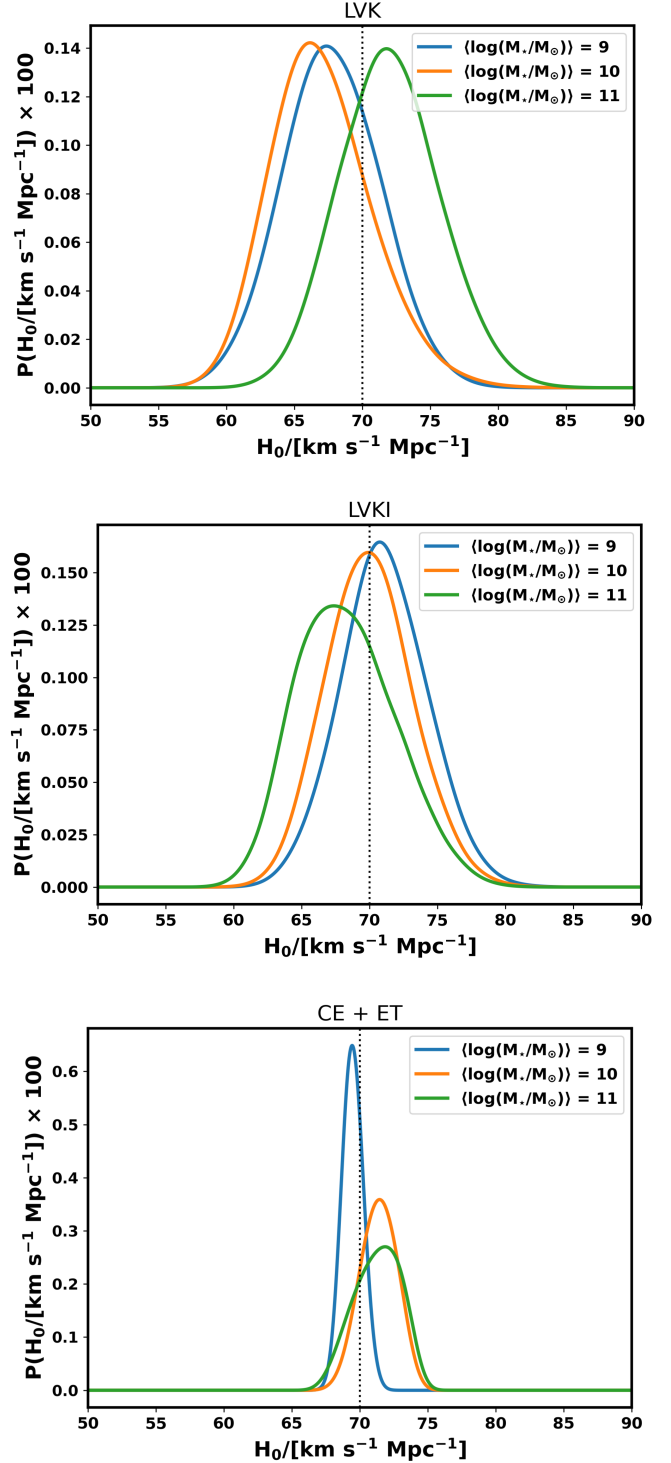 LVK
P(H₀/[km s⁻¹ Mpc⁻¹]) × 100
0.14
0.12
0.10
0.08
0.06
0.04
0.02
0.00
⟨log(M⋆/M⊙)⟩ = 9
⟨log(M⋆/M⊙)⟩ = 10
⟨log(M⋆/M⊙)⟩ = 11
50 55 60 65 70 75 80 85 90
H₀/[km s⁻¹ Mpc⁻¹]
LVKI
P(H₀/[km s⁻¹ Mpc⁻¹]) × 100
0.150
0.125
0.100
0.075
0.050
0.025
0.000
⟨log(M⋆/M⊙)⟩ = 9
⟨log(M⋆/M⊙)⟩ = 10
⟨log(M⋆/M⊙)⟩ = 11
50 55 60 65 70 75 80 85 90
H₀/[km s⁻¹ Mpc⁻¹]
CE + ET
P(H₀/[km s⁻¹ Mpc⁻¹]) × 100
0.6
0.5
0.4
0.3
0.2
0.1
0.0
⟨log(M⋆/M⊙)⟩ = 9
⟨log(M⋆/M⊙)⟩ = 10
⟨log(M⋆/M⊙)⟩ = 11
50 55 60 65 70 75 80 85 90
H₀/[km s⁻¹ Mpc⁻¹]